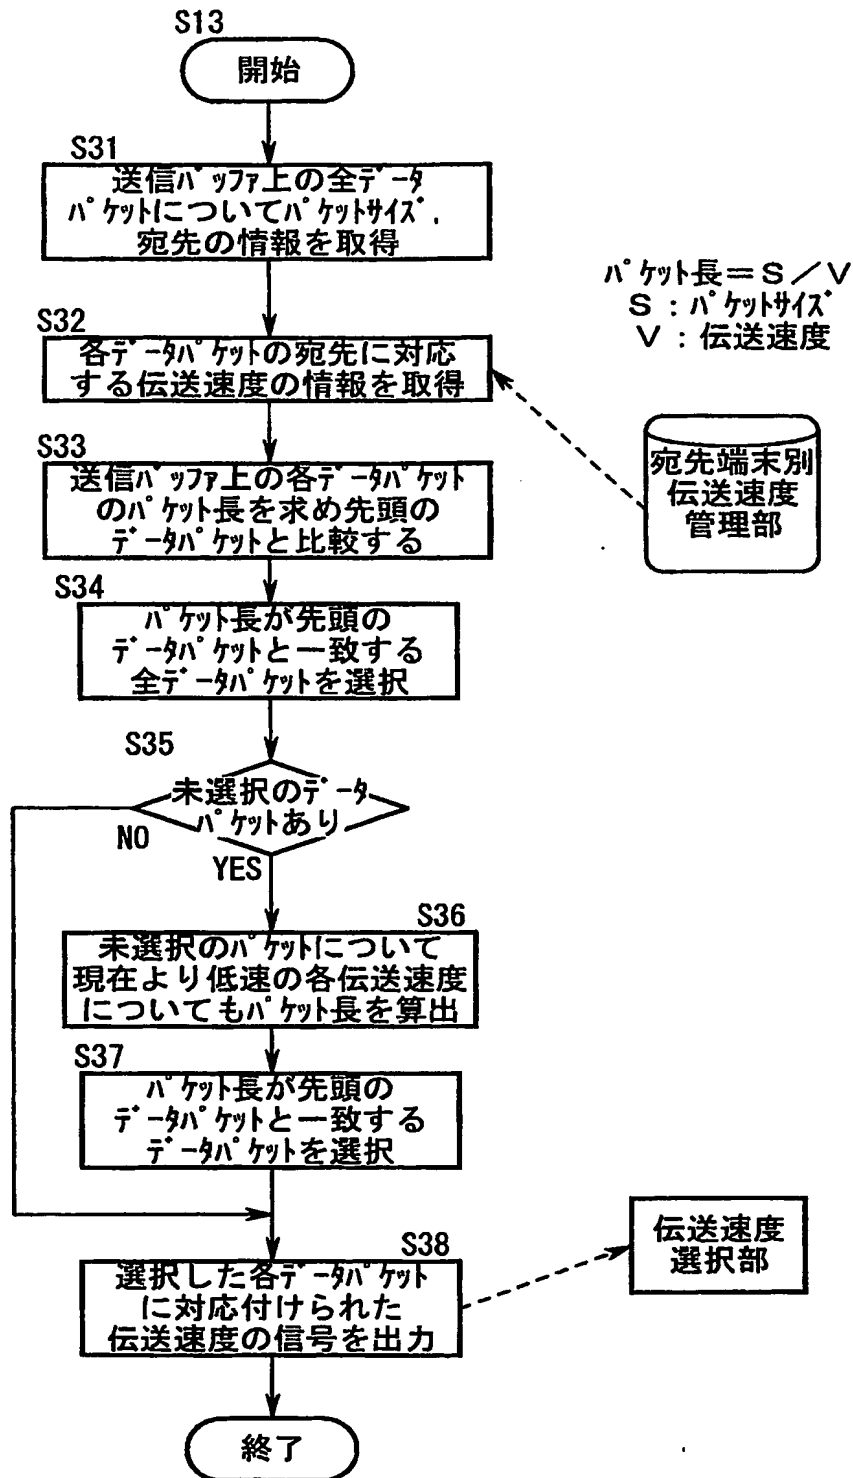 S13
開始
S31
送信ﾊﾞｯﾌｧ上の全ﾃﾞｰﾀ
ﾊﾟｹｯﾄについてﾊﾟｹｯﾄｻｲｽﾞ,
宛先の情報を取得
S32
各ﾃﾞｰﾀﾊﾟｹｯﾄの宛先に対応
する伝送速度の情報を取得
ﾊﾟｹｯﾄ長=S/V
S:ﾊﾟｹｯﾄｻｲｽﾞ
V:伝送速度
宛先端末別
伝送速度
管理部
S33
送信ﾊﾞｯﾌｧ上の各ﾃﾞｰﾀﾊﾟｹｯﾄ
のﾊﾟｹｯﾄ長を求め先頭の
ﾃﾞｰﾀﾊﾟｹｯﾄと比較する
S34
ﾊﾟｹｯﾄ長が先頭の
ﾃﾞｰﾀﾊﾟｹｯﾄと一致する
全ﾃﾞｰﾀﾊﾟｹｯﾄを選択
S35
未選択のﾃﾞｰﾀ
ﾊﾟｹｯﾄあり
NO
YES
S36
未選択のﾊﾟｹｯﾄについて
現在より低速の各伝送速度
についてもﾊﾟｹｯﾄ長を算出
S37
ﾊﾟｹｯﾄ長が先頭の
ﾃﾞｰﾀﾊﾟｹｯﾄと一致する
ﾃﾞｰﾀﾊﾟｹｯﾄを選択
S38
選択した各ﾃﾞｰﾀﾊﾟｹｯﾄ
に対応付けられた
伝送速度の信号を出力
伝送速度
選択部
終了